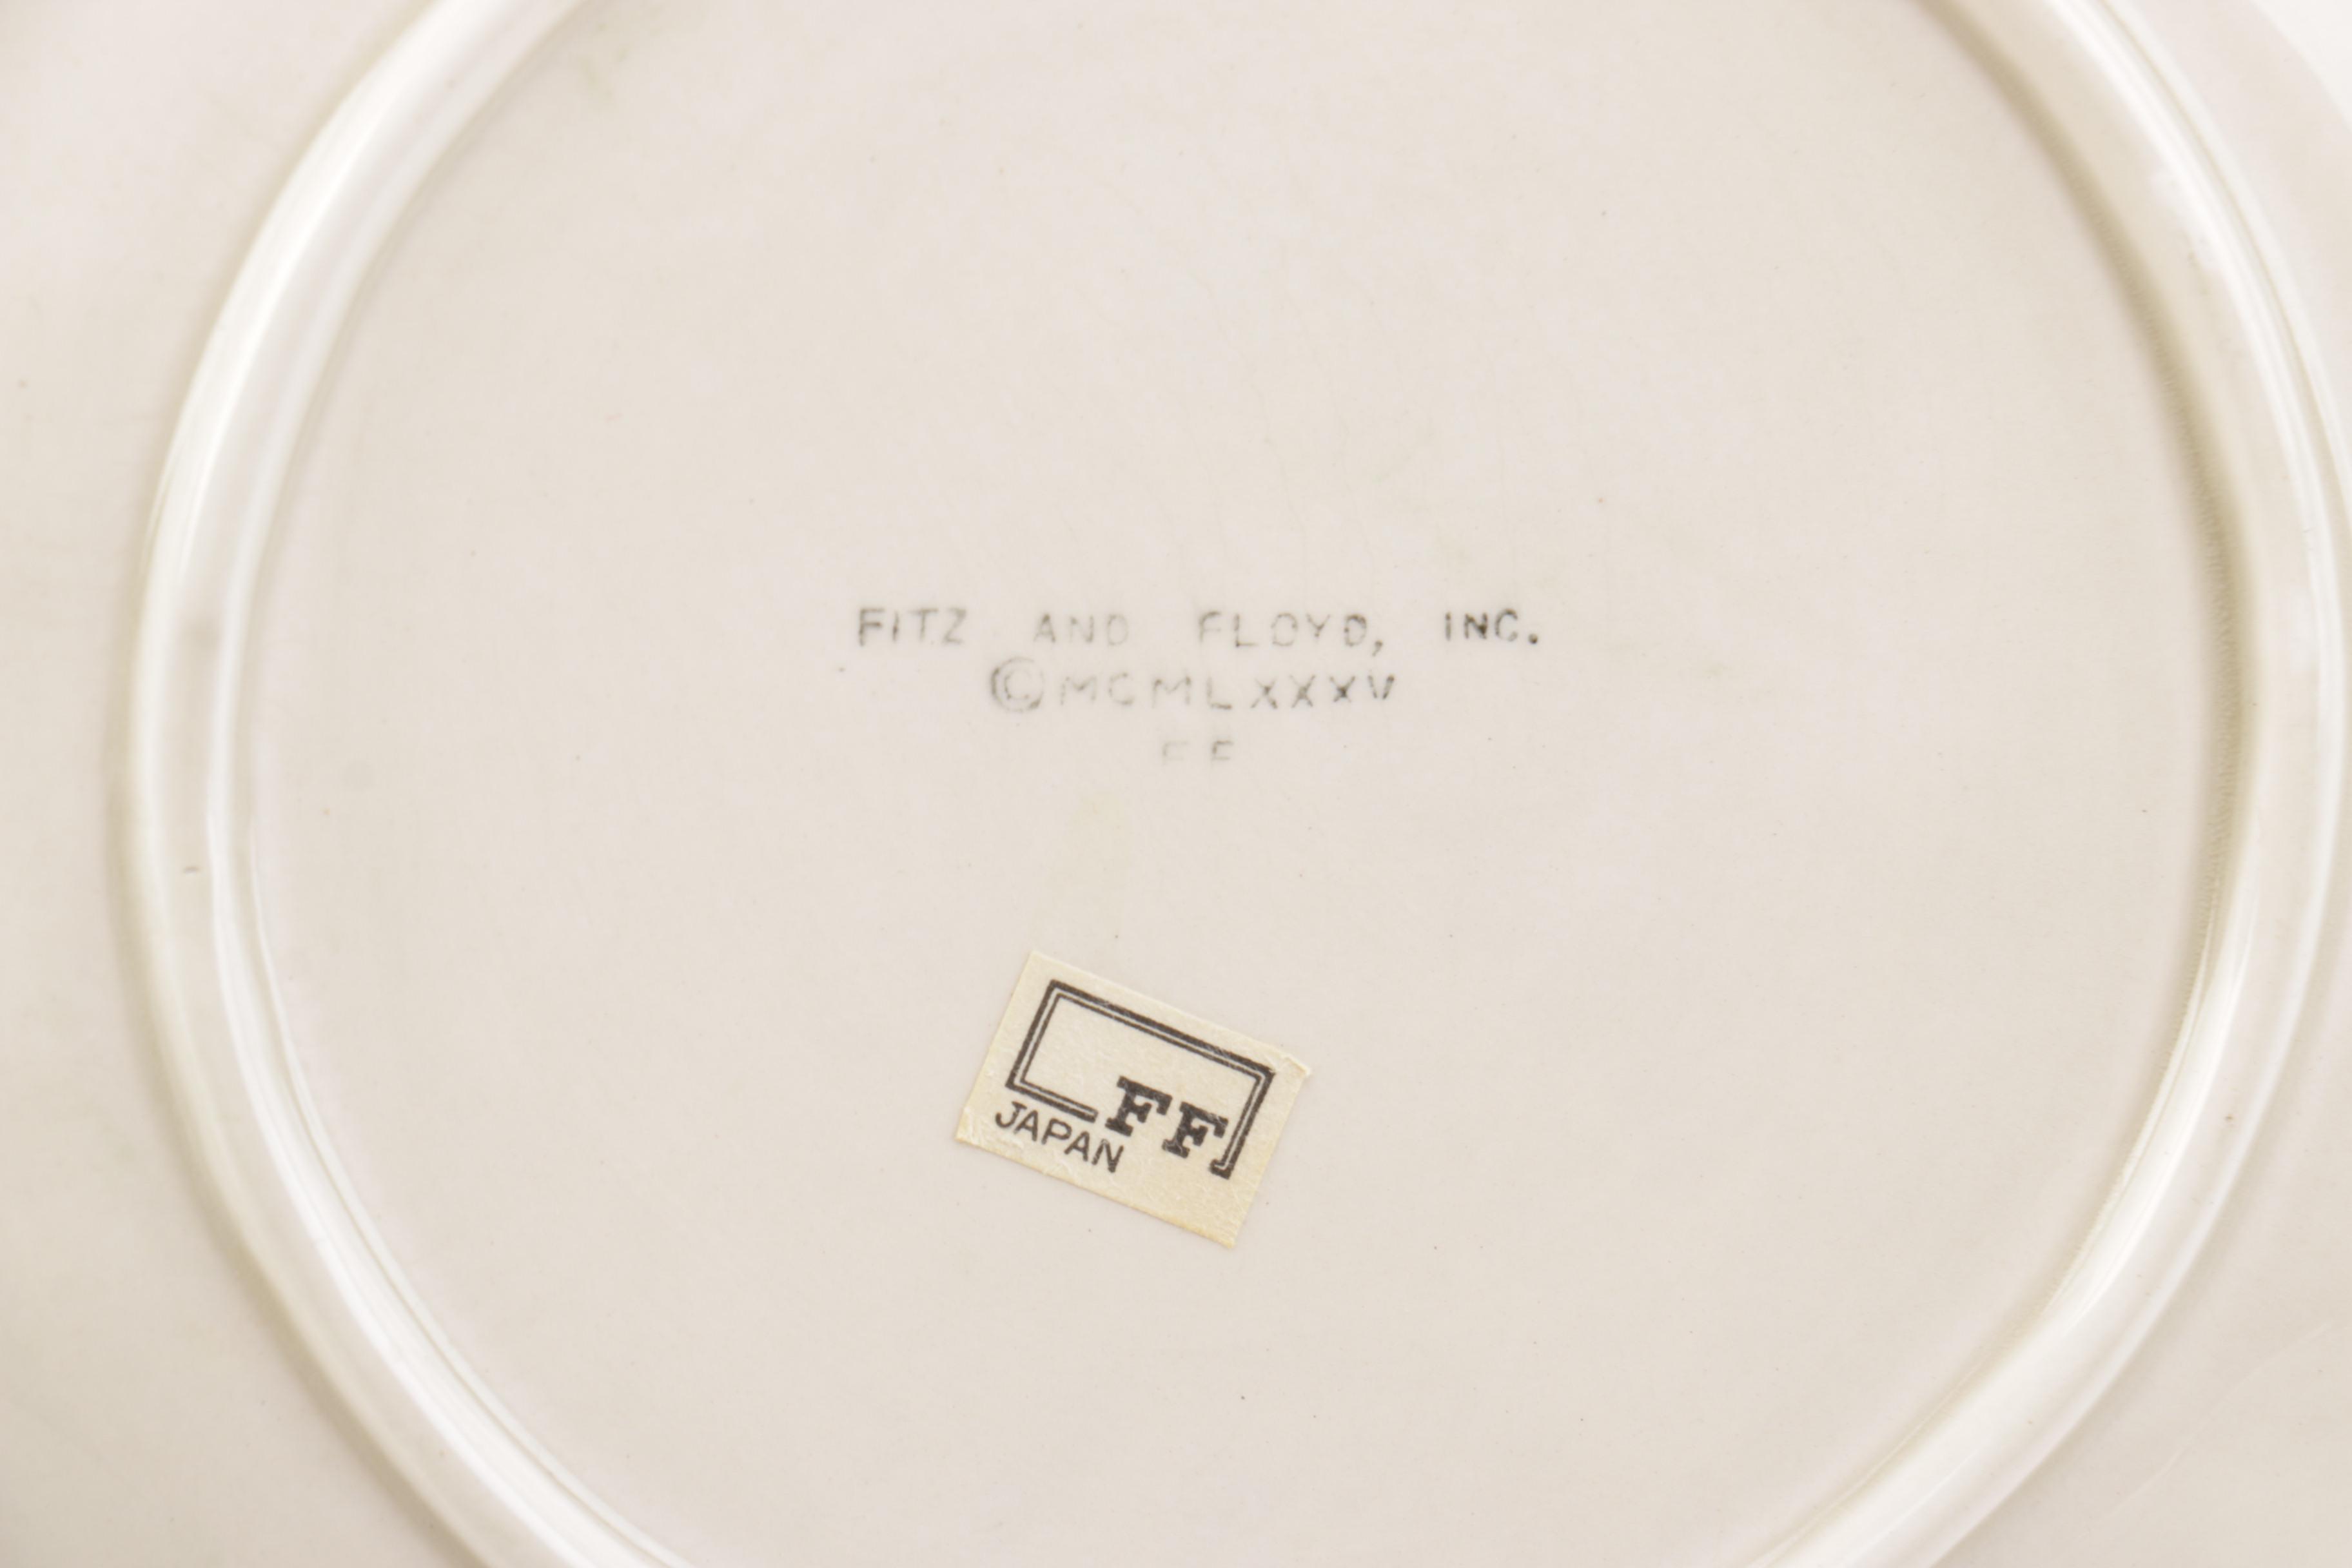 FITZ AND FLOYD, INC.
©MCMLXXXV
FF
FF
JAPAN